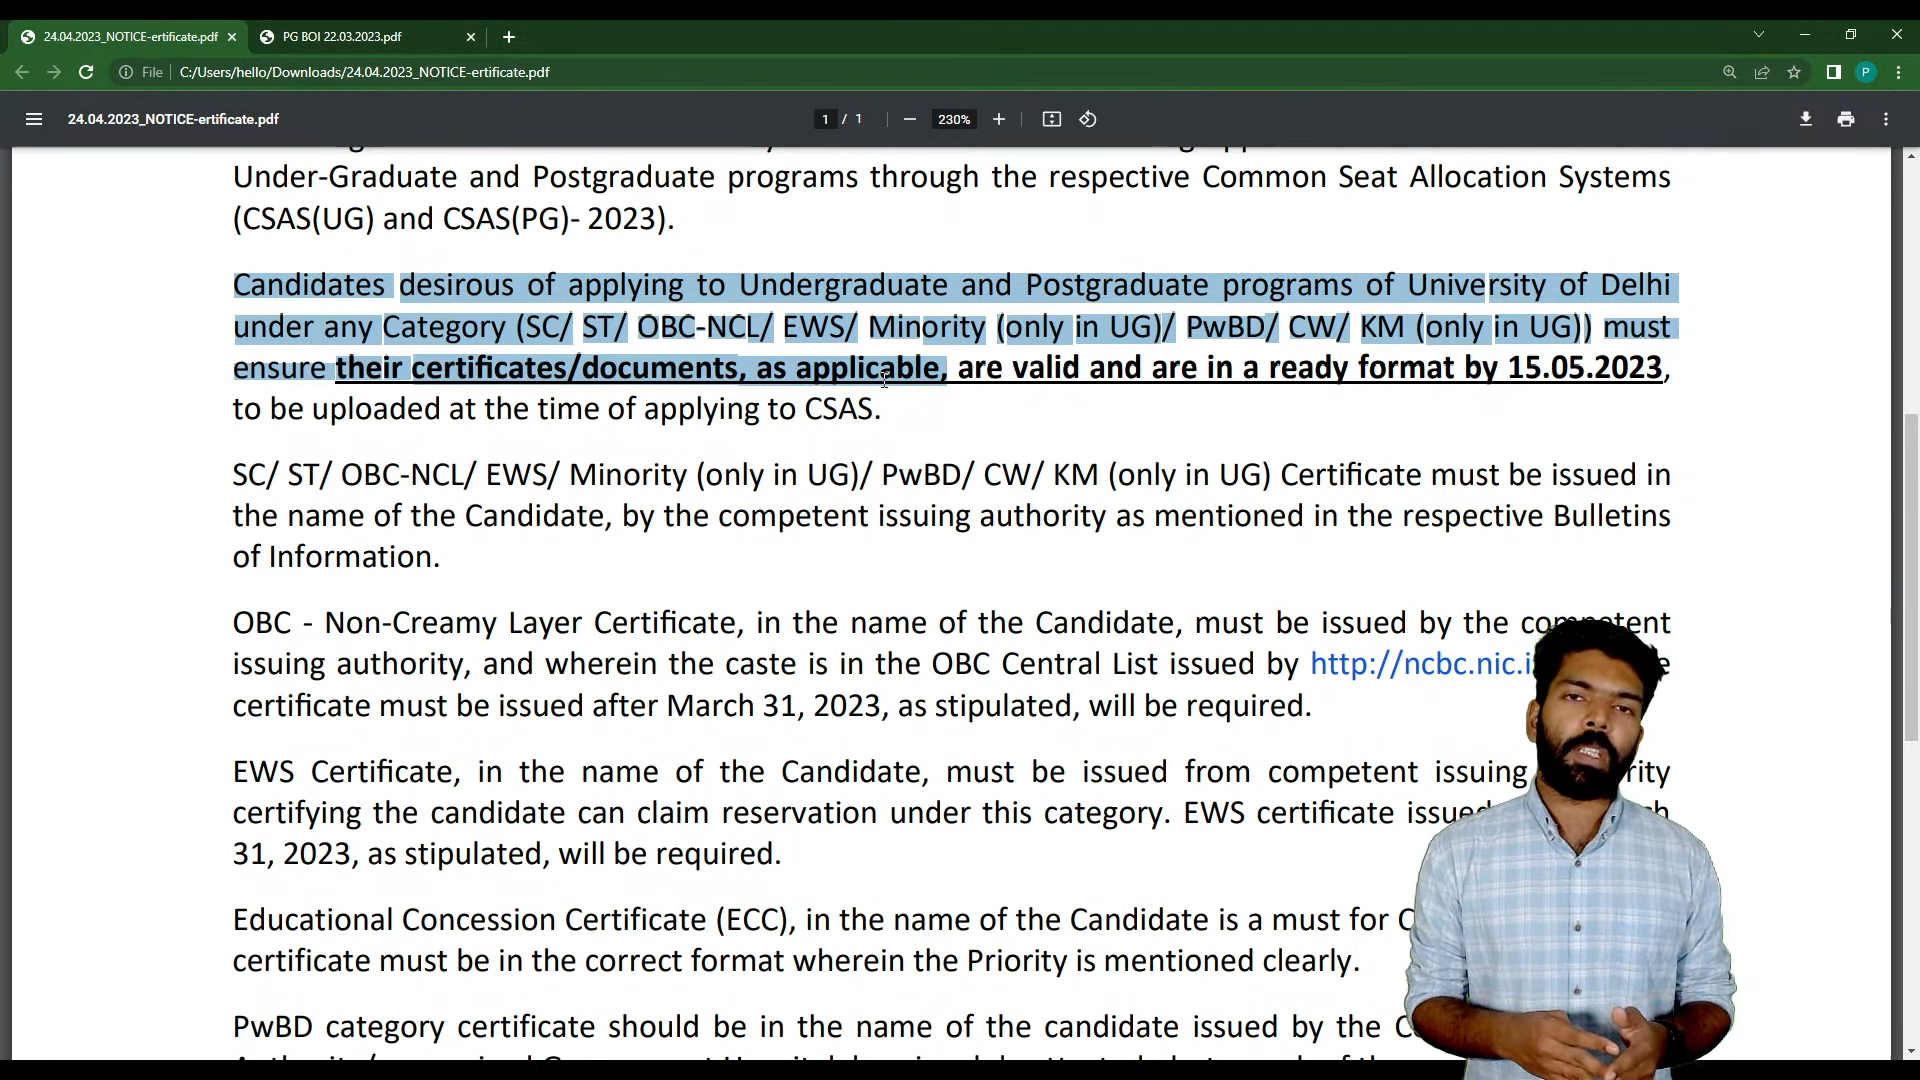 24.04.2023_NOTICE-ertificate.pdf
PG BOI 22.03.2023.pdf
File
C:/Users/hello/Downloads/24.04.2023_NOTICE-ertificate.pdf
P
24.04.2023_NOTICE-ertificate.pdf
1 / 1
230%
Under-Graduate and Postgraduate programs through the respective Common Seat Allocation Systems
(CSAS(UG) and CSAS(PG)- 2023).
Candidates desirous of applying to Undergraduate and Postgraduate programs of University of Delhi
under any Category (SC/ ST/ OBC-NCL/ EWS/ Minority (only in UG)/ PwBD/ CW/ KM (only in UG)) must
ensure their certificates/documents, as applicable, are valid and are in a ready format by 15.05.2023,
to be uploaded at the time of applying to CSAS.
SC/ ST/ OBC-NCL/ EWS/ Minority (only in UG)/ PwBD/ CW/ KM (only in UG) Certificate must be issued in
the name of the Candidate, by the competent issuing authority as mentioned in the respective Bulletins
of Information.
OBC - Non-Creamy Layer Certificate, in the name of the Candidate, must be issued by the competent
issuing authority, and wherein the caste is in the OBC Central List issued by http://ncbc.nic.i
certificate must be issued after March 31, 2023, as stipulated, will be required.
EWS Certificate, in the name of the Candidate, must be issued from competent issuing
certifying the candidate can claim reservation under this category. EWS certificate
31, 2023, as stipulated, will be required.
Educational Concession Certificate (ECC), in the name of the Candidate is a must for
certificate must be in the correct format wherein the Priority is mentioned clearly.
PwBD category certificate should be in the name of the candidate issued by the